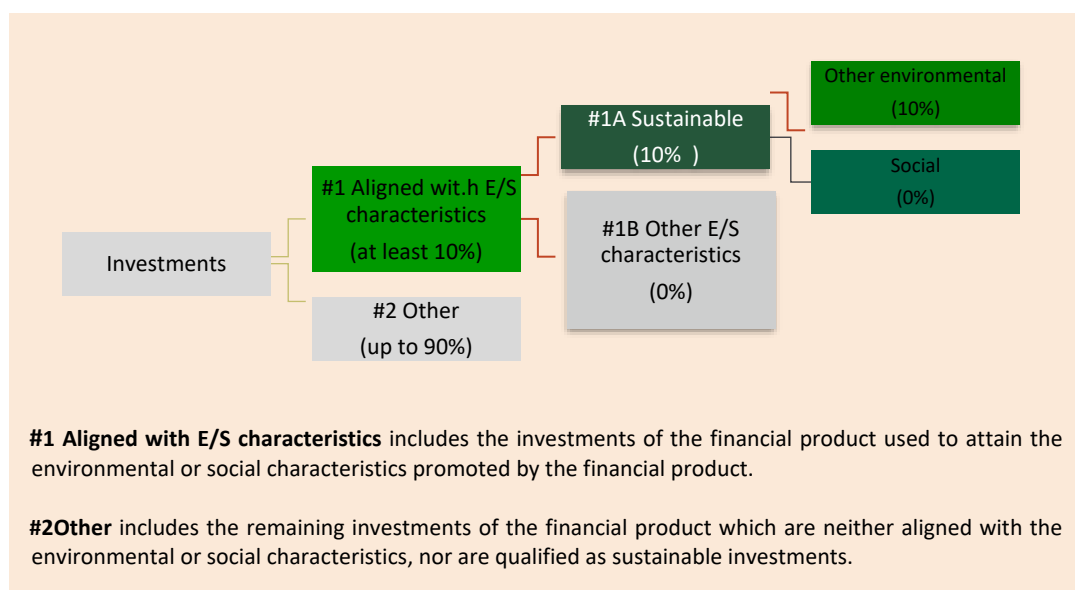 Other environmental
(10%)
#1A Sustainable
(10%  )
Social
(0%)
#1 Aligned wit.h E/S
characteristics
(at least 10%)
#1B Other E/S
characteristics
(0%)
Investments
#2 Other
(up to 90%)
#1 Aligned with E/S characteristics includes the investments of the financial product used to attain the
environmental or social characteristics promoted by the financial product.
#2Other includes the remaining investments of the financial product which are neither aligned with the
environmental or social characteristics, nor are qualified as sustainable investments.